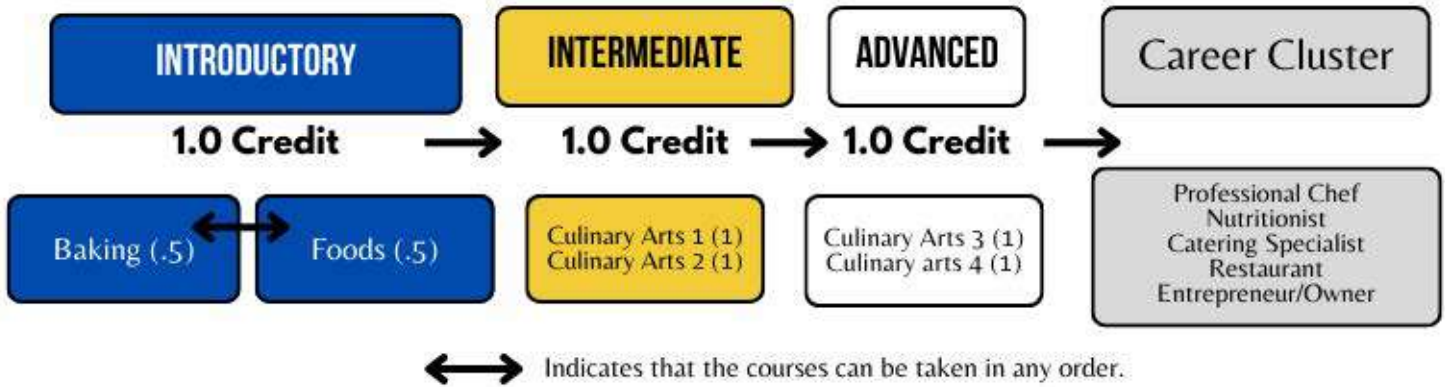 INTRODUCTORY
INTERMEDIATE
ADVANCED
Career Cluster
1.0 Credit
1.0 Credit
1.0 Credit
Baking (.5)
Foods (.5)
Culinary Arts 1 (1)
Culinary Arts 2 (1)
Culinary Arts 3 (1)
Culinary arts 4 (1)
Professional Chef
Nutritionist
Catering Specialist
Restaurant
Entrepreneur/Owner
Indicates that the courses can be taken in any order.